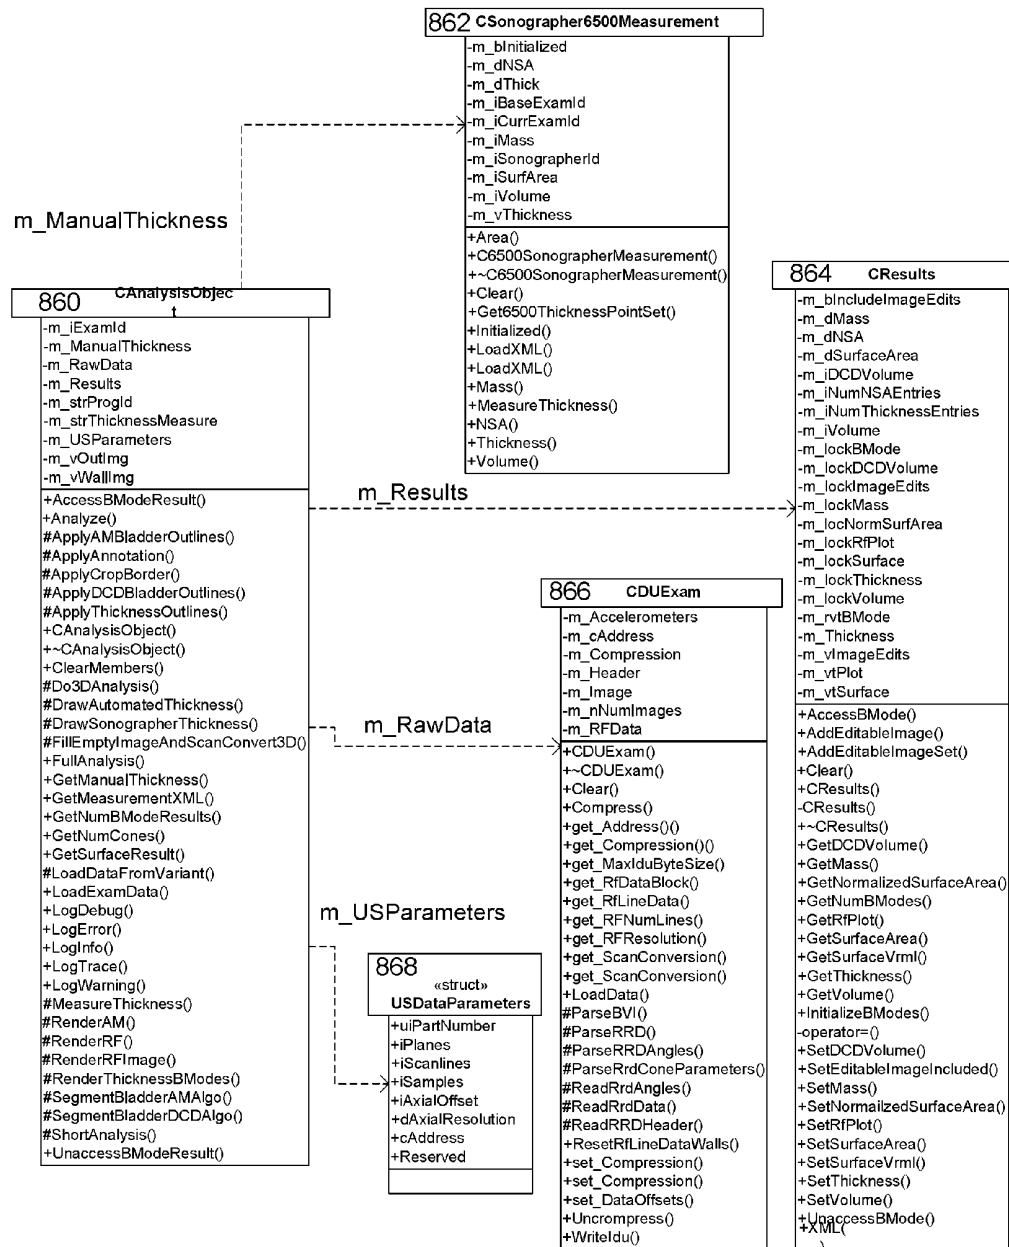 862 CSonographer6500Measurement
-m_bInitialized
-m_dNSA
-m_dThick
-m_iBaseExamId
-m_iCurrExamId
-m_iMass
-m_iSonographerId
-m_iSurfArea
-m_iVolume
-m_vThickness
+Area()
+C6500SonographerMeasurement()
+~C6500SonographerMeasurement()
+Clear()
+Get6500ThicknessPointSet()
+Initialized()
+LoadXML()
+LoadXML()
+Mass()
+MeasureThickness()
+NSA()
+Thickness()
+Volume()
m_ManualThickness
860 CAnalysisObjec
t
-m_iExamId
-m_ManualThickness
-m_RawData
-m_Results
-m_strProgId
-m_strThicknessMeasure
-m_USParameters
-m_vOutImg
-m_vWallImg
+AccessBModeResult()
+Analyze()
#ApplyAMBladderOutlines()
#ApplyAnnotation()
#ApplyCropBorder()
#ApplyDCDBladderOutlines()
#ApplyThicknessOutlines()
+CAnalysisObject()
+~CAnalysisObject()
+ClearMembers()
#Do3DAnalysis()
#DrawAutomatedThickness()
#DrawSonographerThickness()
#FillEmptyImageAndScanConvert3D()
+FullAnalysis()
+GetManualThickness()
+GetMeasurementXML()
+GetNumBModeResults()
+GetNumCones()
+GetSurfaceResult()
#LoadDataFromVariant()
+LoadExamData()
+LogDebug()
+LogError()
+LogInfo()
+LogTrace()
+LogWarning()
#MeasureThickness()
#RenderAM()
#RenderRF()
#RenderRFImage()
#RenderThicknessBModes()
#SegmentBladderAMAlgo()
#SegmentBladderDCDAlgo()
#ShortAnalysis()
+UnaccessBModeResult()
m_Results
m_RawData
m_USParameters
868
«struct»
USDataParameters
+uiPartNumber
+iPlanes
+iScanlines
+iSamples
+iAxialOffset
+dAxialResolution
+cAddress
+Reserved
866 CDUExam
-m_Accelerometers
-m_cAddress
-m_Compression
-m_Header
-m_Image
-m_nNumImages
-m_RFData
+CDUExam()
+~CDUExam()
+Clear()
+Compress()
+get_Address()()
+get_Compression()()
+get_MaxIduByteSize()
+get_RfDataBlock()
+get_RfLineData()
+get_RFNumLines()
+get_RFResolution()
+get_ScanConversion()
+get_ScanConversion()
+LoadData()
#ParseBVI()
#ParseRRD()
#ParseRRDAngles()
#ParseRrdConeParameters()
#ReadRrdAngles()
#ReadRrdData()
#ReadRRDHeader()
+ResetRfLineDataWalls()
+set_Compression()
+set_Compression()
+set_DataOffsets()
+Uncrompress()
+WriteIdu()
864 CResults
-m_bIncludeImageEdits
-m_dMass
-m_dNSA
-m_dSurfaceArea
-m_iDCDVolume
-m_iNumNSAEntries
-m_iNumThicknessEntries
-m_iVolume
-m_lockBMode
-m_lockDCDVolume
-m_lockImageEdits
-m_lockMass
-m_locNormSurfArea
-m_lockRfPlot
-m_lockSurface
-m_lockThickness
-m_lockVolume
-m_rvtBMode
-m_Thickness
-m_vImageEdits
-m_vtPlot
-m_vtSurface
+AccessBMode()
+AddEditableImage()
+AddEditableImageSet()
+Clear()
+CResults()
-CResults()
+~CResults()
+GetDCDVolume()
+GetMass()
+GetNormalizedSurfaceArea()
+GetNumBModes()
+GetRfPlot()
+GetSurfaceArea()
+GetSurfaceVrml()
+GetThickness()
+GetVolume()
+InitializeBModes()
-operator=()
+SetDCDVolume()
+SetEditableImageIncluded()
+SetMass()
+SetNormailzedSurfaceArea()
+SetRfPlot()
+SetSurfaceArea()
+SetSurfaceVrml()
+SetThickness()
+SetVolume()
+UnaccessBMode()
+XML(
)